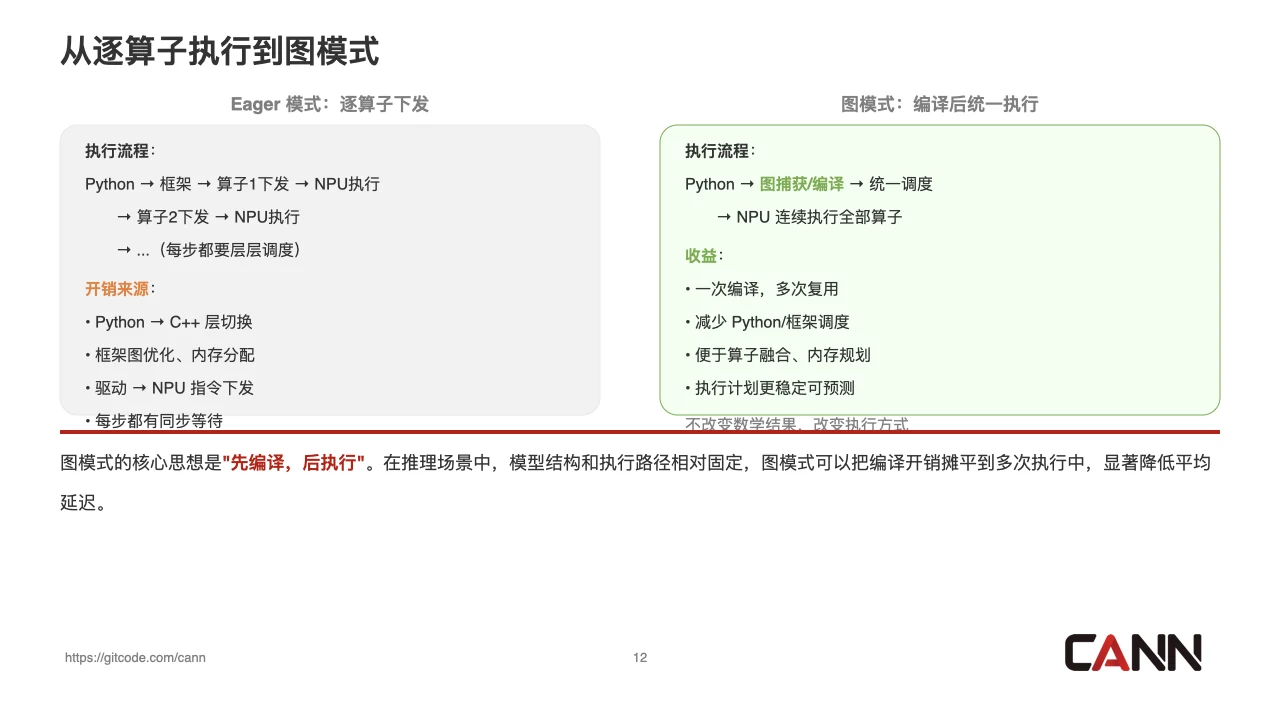 从逐算子执行到图模式
Eager 模式：逐算子下发
执行流程：
Python → 框架 → 算子1下发 → NPU执行
→ 算子2下发 → NPU执行
→ ...（每步都要层层调度）
开销来源：
• Python → C++ 层切换
• 框架图优化、内存分配
• 驱动 → NPU 指令下发
• 每步都有同步等待
图模式：编译后统一执行
执行流程：
Python → 图捕获/编译 → 统一调度
→ NPU 连续执行全部算子
收益：
• 一次编译，多次复用
• 减少 Python/框架调度
• 便于算子融合、内存规划
• 执行计划更稳定可预测
不改变数学结果，改变执行方式
图模式的核心思想是"先编译，后执行"。在推理场景中，模型结构和执行路径相对固定，图模式可以把编译开销摊平到多次执行中，显著降低平均
延迟。
https://gitcode.com/cann
12
CANN